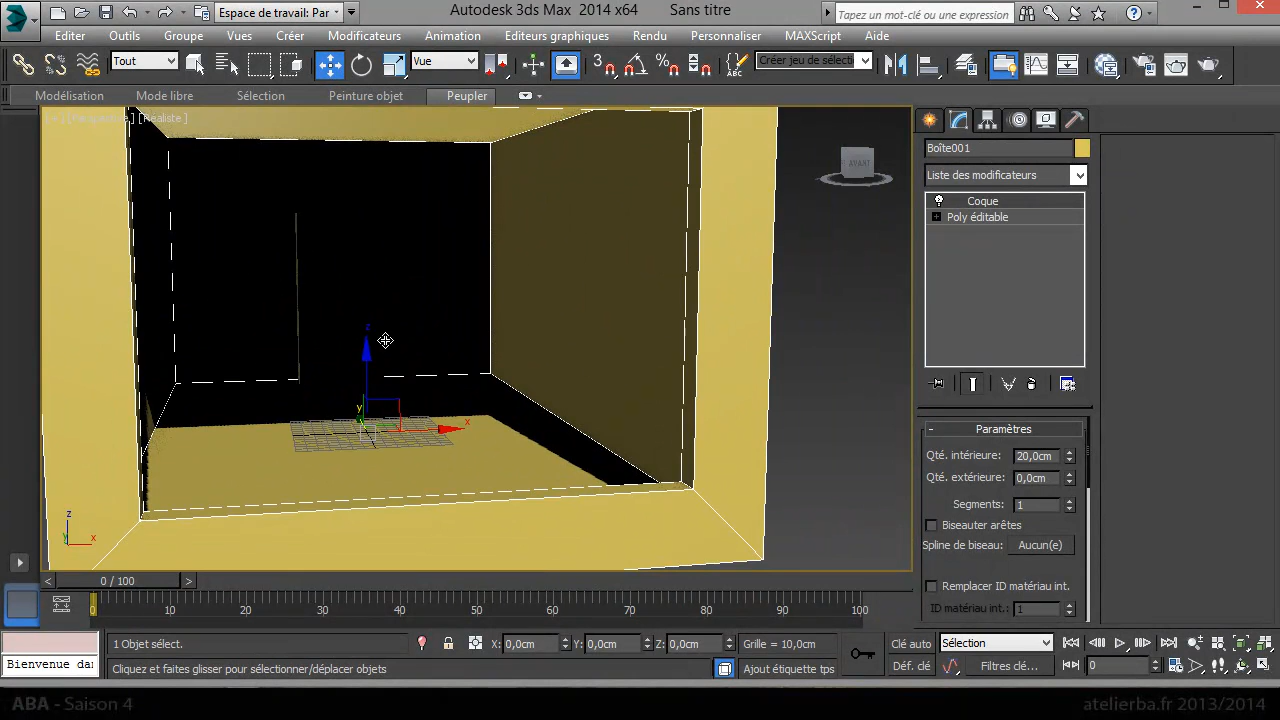 Espace de travail: Par
Autodesk 3ds Max 2014 x64
Sans titre
Tapez un mot-clé ou une expression
Editer
Outils
Groupe
Vues
Créer
Modificateurs
Animation
Editeurs graphiques
Rendu
Personnaliser
MAXScript
Aide
Tout
Vue
3
ABC
Créer jeu de sélecti
Modélisation
Mode libre
Sélection
Peinture objet
Peupler
[Réaliste ]
AVANT
Boîte001
Liste des modificateurs
Coque
Poly éditable
z
y
x
Paramètres
Qté. intérieure: 20,0cm
Qté. extérieure: 0,0cm
Segments: 1
Biseauter arêtes
Spline de biseau: Aucun(e)
Remplacer ID matériau int.
ID matériau int.: 1
z
x
0 / 100
0 10 20 30 40 50 60 70 80 90 100
1 Objet sélect.
X: 0,0cm
Y: 0,0cm
Z: 0,0cm
Grille = 10,0cm
Clé auto
Sélection
Bienvenue da
Cliquez et faites glisser pour sélectionner/déplacer objets
Ajout étiquette tps
Déf. clé
Filtres clé...
0
ABA - Saison 4
atelierba.fr 2013/2014